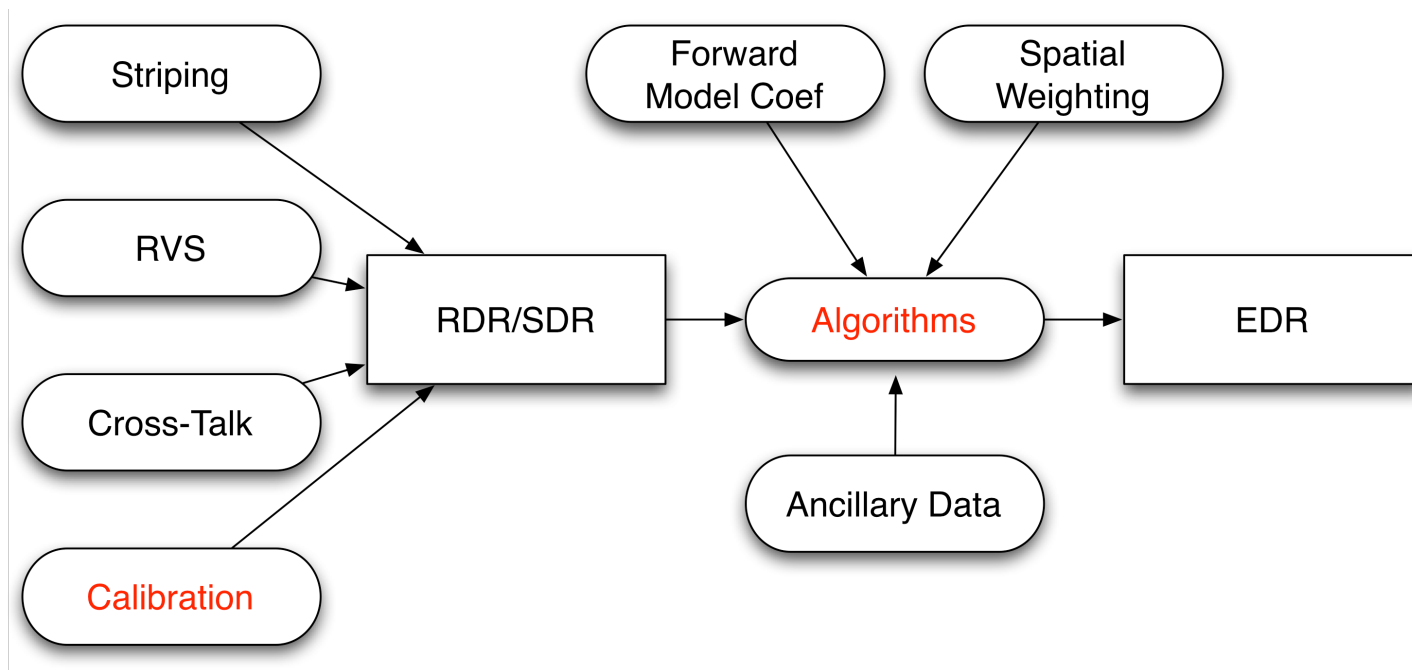 Striping
Forward
Model Coef
Spatial
Weighting
RVS
RDR/SDR
Algorithms
EDR
Cross-Talk
Ancillary Data
Calibration